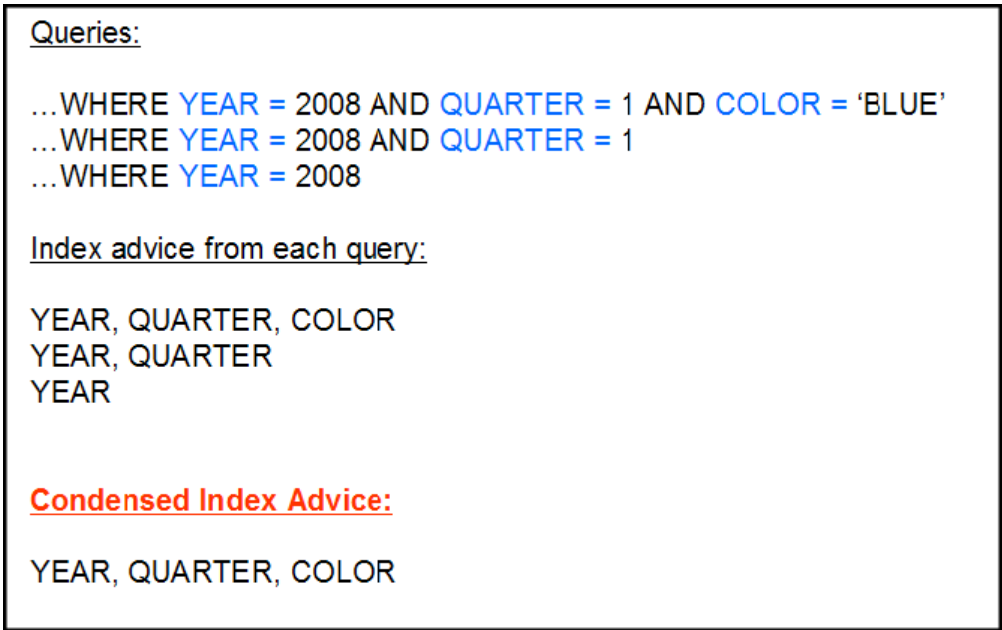 Queries:
…WHERE YEAR = 2008 AND QUARTER = 1 AND COLOR = ‘BLUE’
…WHERE YEAR = 2008 AND QUARTER = 1
…WHERE YEAR = 2008
Index advice from each query:
YEAR, QUARTER, COLOR
YEAR, QUARTER
YEAR
Condensed Index Advice:
YEAR, QUARTER, COLOR